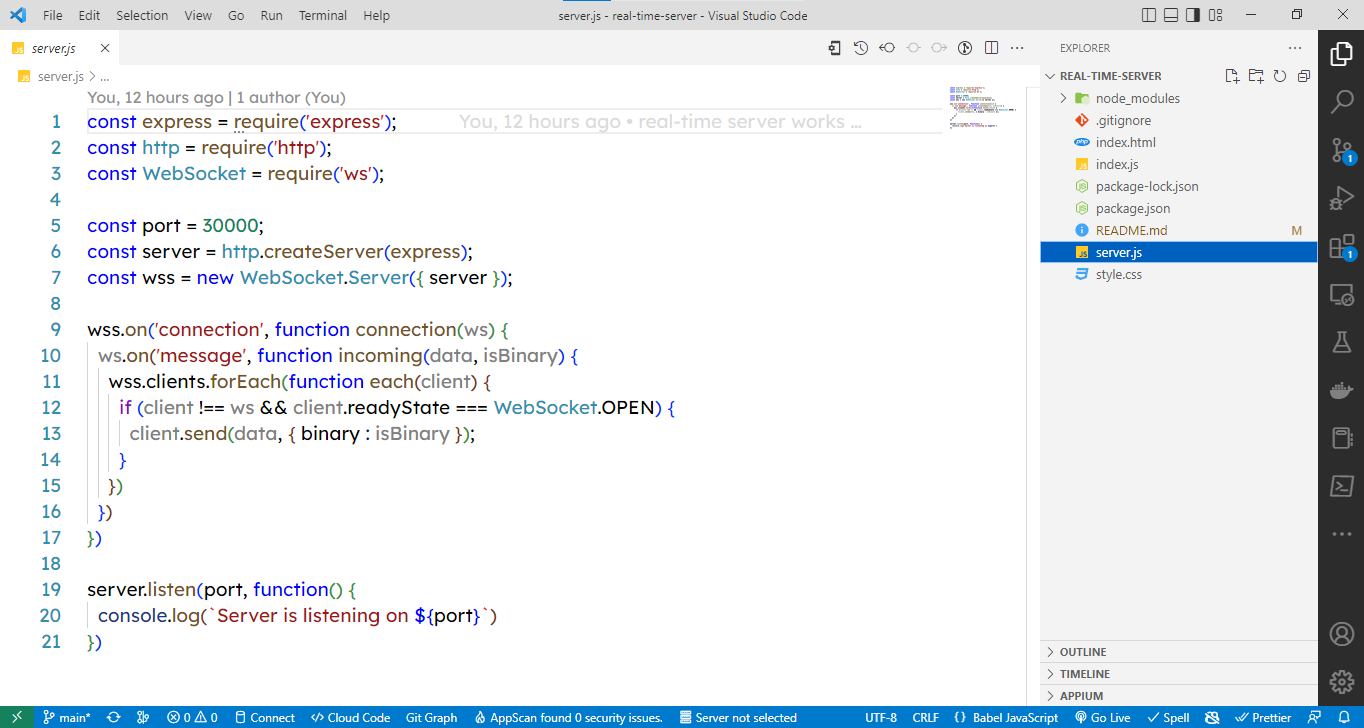 File Edit Selection View Go Run Terminal Help
server.js - real-time-server - Visual Studio Code
JS server.js
JS server.js > ...
You, 12 hours ago | 1 author (You)
1 const express = require('express'); You, 12 hours ago • real-time server works ...
2 const http = require('http');
3 const WebSocket = require('ws');
4
5 const port = 30000;
6 const server = http.createServer(express);
7 const wss = new WebSocket.Server({ server });
8
9 wss.on('connection', function connection(ws) {
10 ws.on('message', function incoming(data, isBinary) {
11 wss.clients.forEach(function each(client) {
12 if (client !== ws && client.readyState === WebSocket.OPEN) {
13 client.send(data, { binary : isBinary });
14 }
15 })
16 })
17 })
18
19 server.listen(port, function() {
20 console.log(`Server is listening on ${port}`)
21 })
EXPLORER
REAL-TIME-SERVER
node_modules
.gitignore
index.html
JS index.js
package-lock.json
package.json
README.md M
JS server.js
style.css
OUTLINE
TIMELINE
APPIUM
1
1
main* 0 0 Connect Cloud Code Git Graph AppScan found 0 security issues. Server not selected UTF-8 CRLF {} Babel JavaScript Go Live Spell Prettier